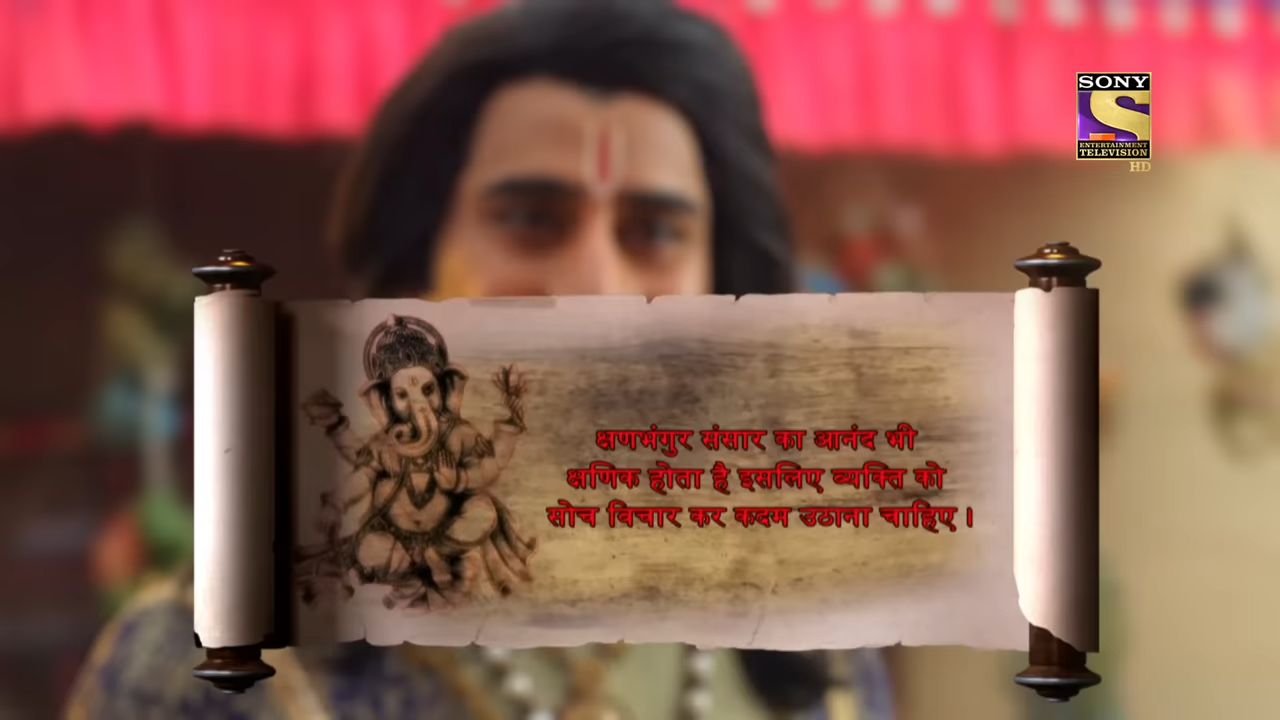 SONY
ENTERTAINMENT
TELEVISION
HD
क्षणभंगुर संसार का आनंद भी
क्षणिक होता है इसलिए व्यक्ति को
सोच विचार कर कदम उठाना चाहिए।